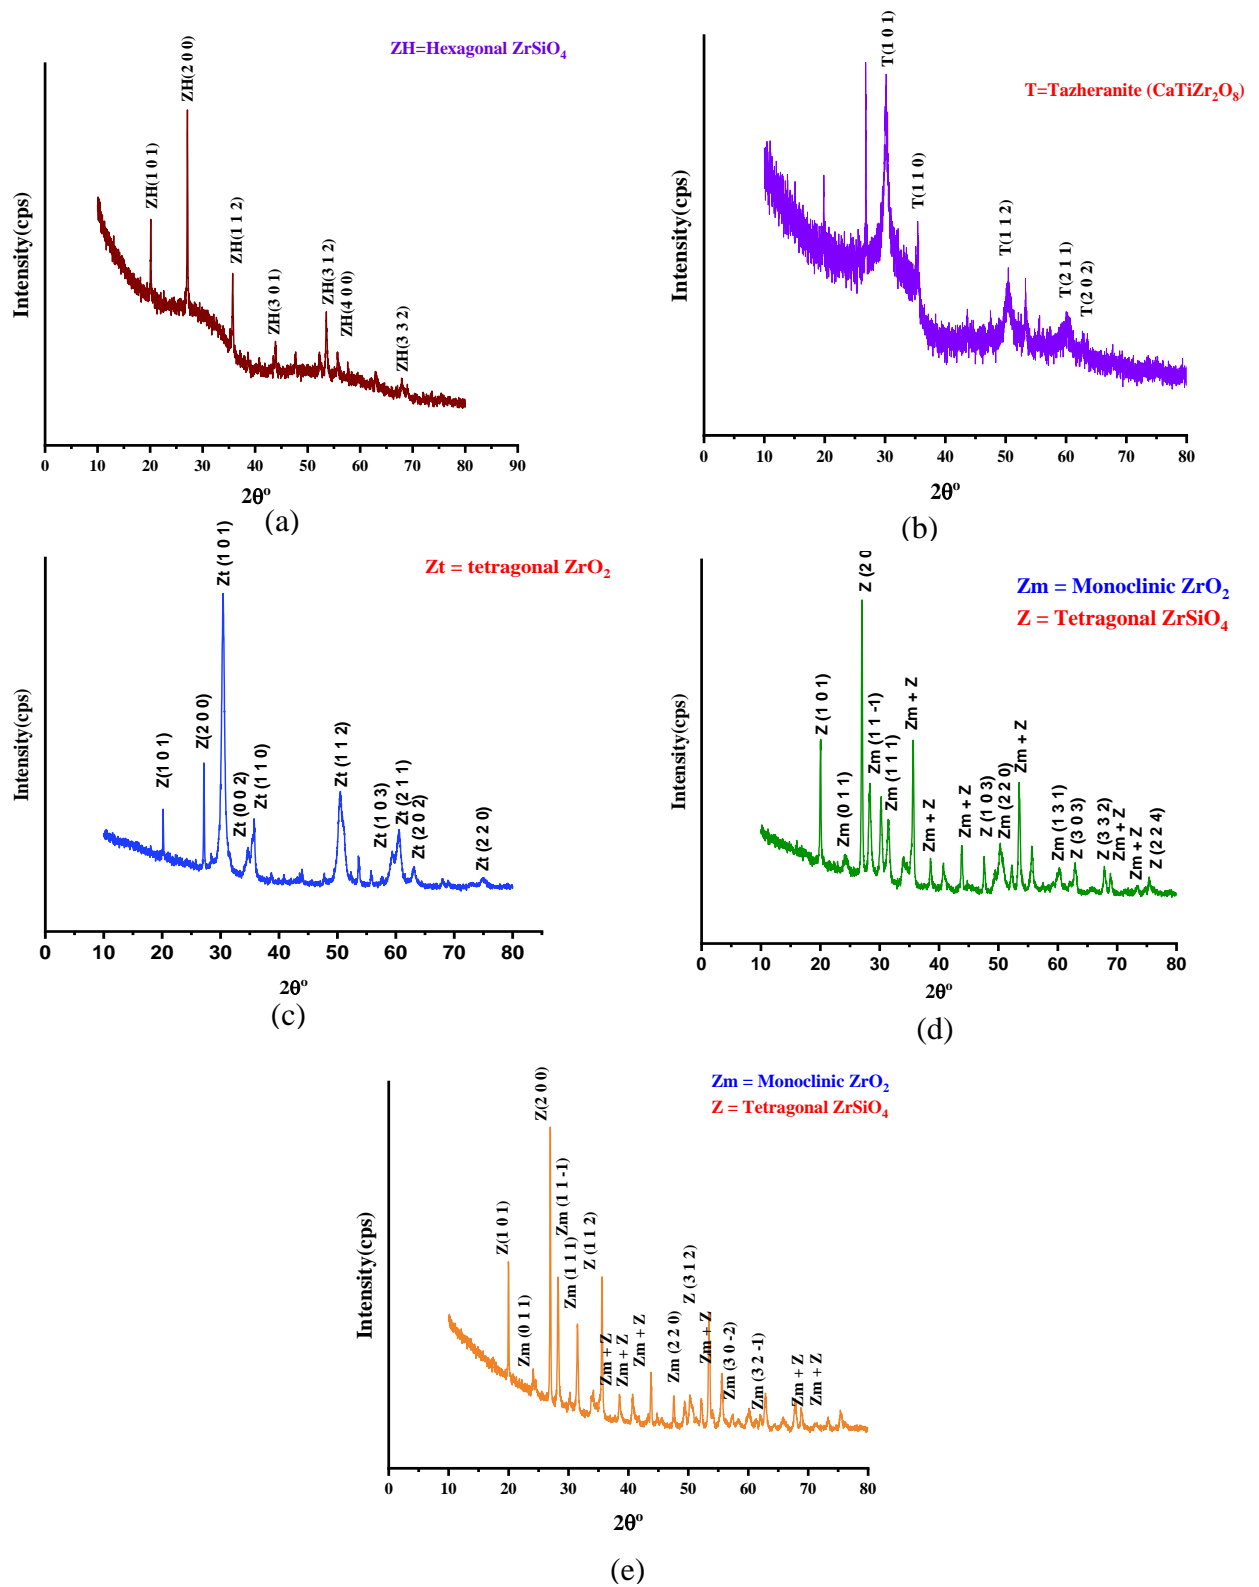 ZH=Hexagonal ZrSiO4
ZH(1 0 1)
ZH(2 0 0)
ZH(1 1 2)
ZH(3 0 1)
ZH(3 1 2)
ZH(4 0 0)
ZH(3 3 2)
Intensity(cps)
0 10 20 30 40 50 60 70 80 90
2θº
(a)
T=Tazheranite (CaTiZr2O8)
T(1 0 1)
T(1 1 0)
T(1 1 2)
T(2 1 1)
T(2 0 2)
Intensity(cps)
0 10 20 30 40 50 60 70 80
2θº
(b)
Zt = tetragonal ZrO2
Z(1 0 1)
Z(2 0 0)
Zt (1 0 1)
Zt (0 0 2)
Zt (1 1 0)
Zt (1 1 2)
Zt (1 0 3)
Zt (2 1 1)
Zt (2 0 2)
Zt (2 2 0)
Intensity(cps)
0 10 20 30 40 50 60 70 80
2θº
(c)
Zm = Monoclinic ZrO2
Z = Tetragonal ZrSiO4
Z (1 0 1)
Zm (0 1 1)
Z (2 0
Zm (1 1 -1)
Zm (1 1 1)
Zm + Z
Zm + Z
Zm + Z
Z (1 0 3)
Zm (2 2 0)
Zm + Z
Zm (1 3 1)
Z (3 0 3)
Z (3 3 2)
Zm + Z
Zm + Z
Z (2 2 4)
Intensity(cps)
0 10 20 30 40 50 60 70 80
2θº
(d)
Zm = Monoclinic ZrO2
Z = Tetragonal ZrSiO4
Z(1 0 1)
Zm (0 1 1)
Z(2 0 0)
Zm (1 1 -1)
Zm (1 1 1)
Z (1 1 2)
Zm + Z
Zm + Z
Zm + Z
Zm (2 2 0)
Z (3 1 2)
Zm + Z
Zm (3 0 -2)
Zm (3 2 -1)
Zm + Z
Zm + Z
Intensity(cps)
0 10 20 30 40 50 60 70 80
2θº
(e)